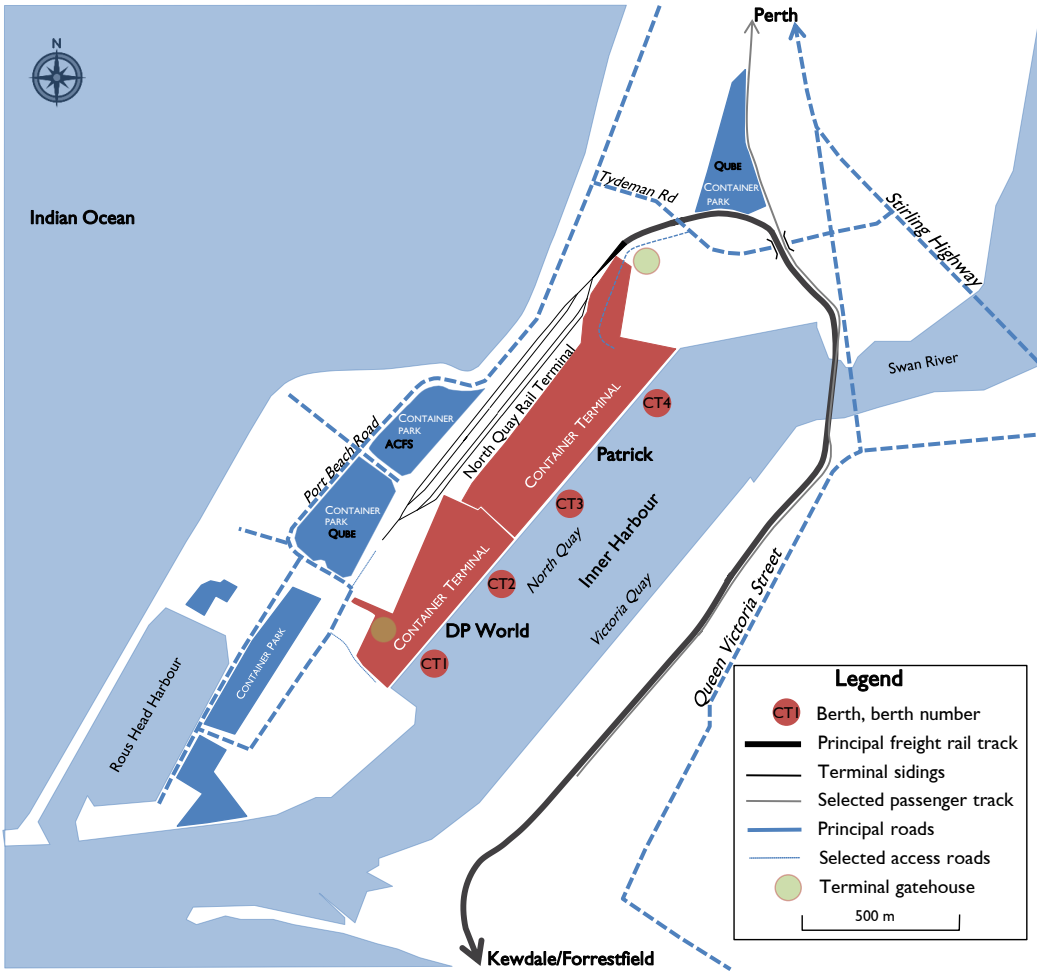 Perth
N
QUBE
CONTAINER
PARK
Tydeman Rd
Stirling Highway
Indian Ocean
Swan River
North Quay Rail Terminal
CONTAINER TERMINAL
CT4
Patrick
CONTAINER
PARK
ACFS
Port Beach Road
CONTAINER
PARK
QUBE
CT3
North Quay
Inner Harbour
Victoria Quay
CT2
CONTAINER TERMINAL
DP World
CT1
CONTAINER PARK
Rous Head Harbour
Queen Victoria Street
Kewdale/Forrestfield
Legend
CT1 Berth, berth number
Principal freight rail track
Terminal sidings
Selected passenger track
Principal roads
Selected access roads
Terminal gatehouse
500 m